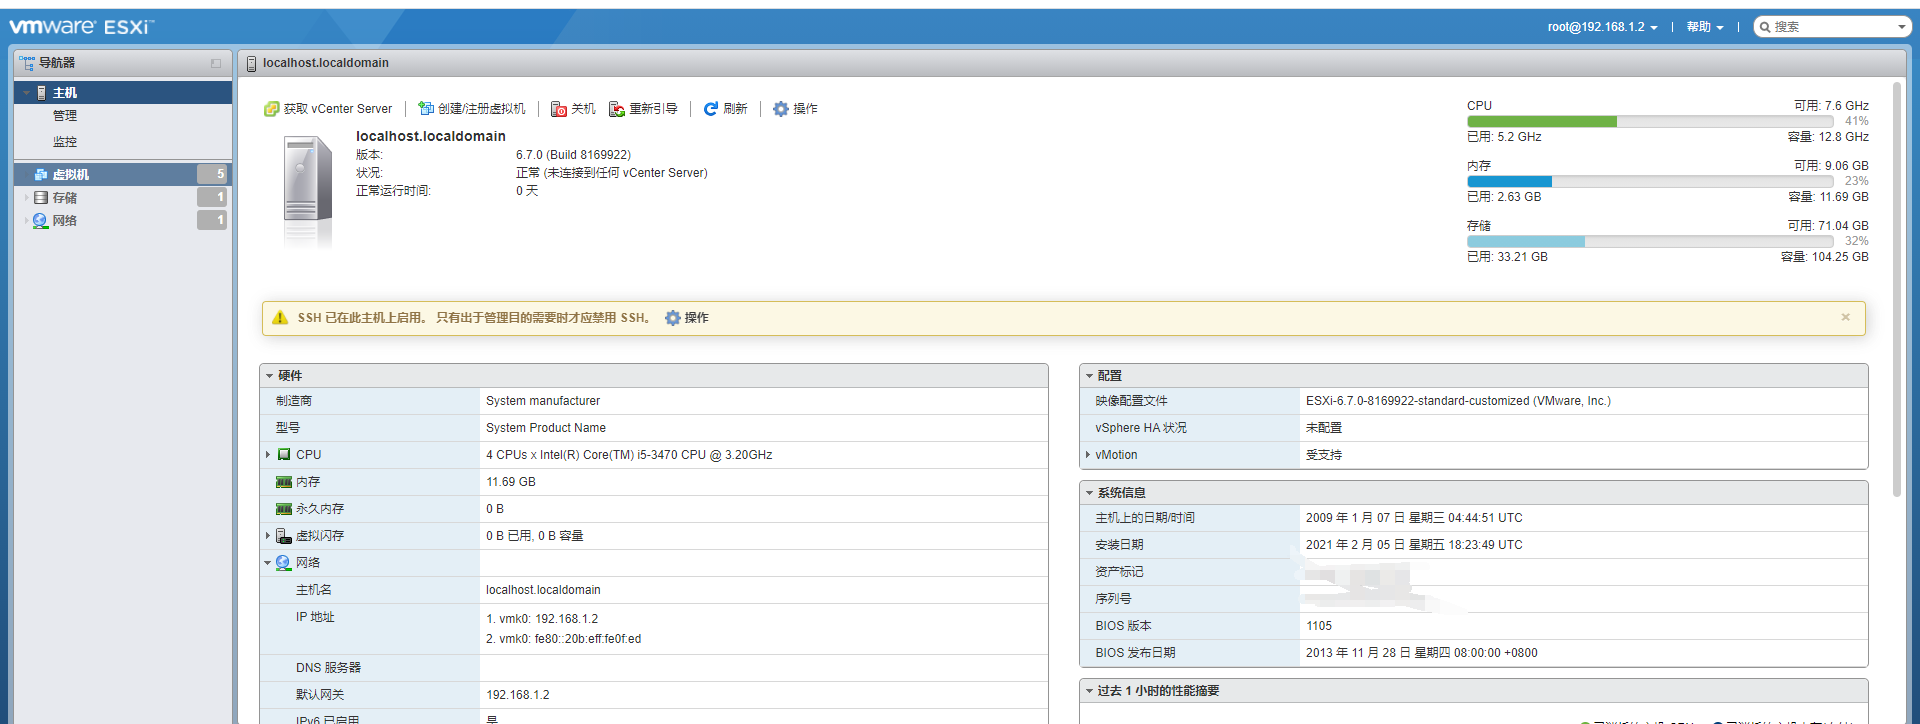 vmware ESXi™
root@192.168.1.2 | 帮助 | 搜索
导航器
主机
管理
监控
虚拟机 5
存储 1
网络 1
localhost.localdomain
获取 vCenter Server | 创建/注册虚拟机 | 关机 重新引导 | 刷新 | 操作
localhost.localdomain
版本: 6.7.0 (Build 8169922)
状况: 正常 (未连接到任何 vCenter Server)
正常运行时间: 0 天
CPU 可用: 7.6 GHz
41%
已用: 5.2 GHz 容量: 12.8 GHz
内存 可用: 9.06 GB
23%
已用: 2.63 GB 容量: 11.69 GB
存储 可用: 71.04 GB
32%
已用: 33.21 GB 容量: 104.25 GB
SSH 已在此主机上启用。 只有出于管理目的需要时才应禁用 SSH。 操作 ×
硬件
制造商 System manufacturer
型号 System Product Name
CPU 4 CPUs x Intel(R) Core(TM) i5-3470 CPU @ 3.20GHz
内存 11.69 GB
永久内存 0 B
虚拟闪存 0 B 已用, 0 B 容量
网络
主机名 localhost.localdomain
IP 地址 1. vmk0: 192.168.1.2
2. vmk0: fe80::20b:eff:fe0f:ed
DNS 服务器
默认网关 192.168.1.2
IPv6 已启用 是
配置
映像配置文件 ESXi-6.7.0-8169922-standard-customized (VMware, Inc.)
vSphere HA 状况 未配置
vMotion 受支持
系统信息
主机上的日期/时间 2009 年 1 月 07 日 星期三 04:44:51 UTC
安装日期 2021 年 2 月 05 日 星期五 18:23:49 UTC
资产标记
序列号
BIOS 版本 1105
BIOS 发布日期 2013 年 11 月 28 日 星期四 08:00:00 +0800
过去 1 小时的性能摘要